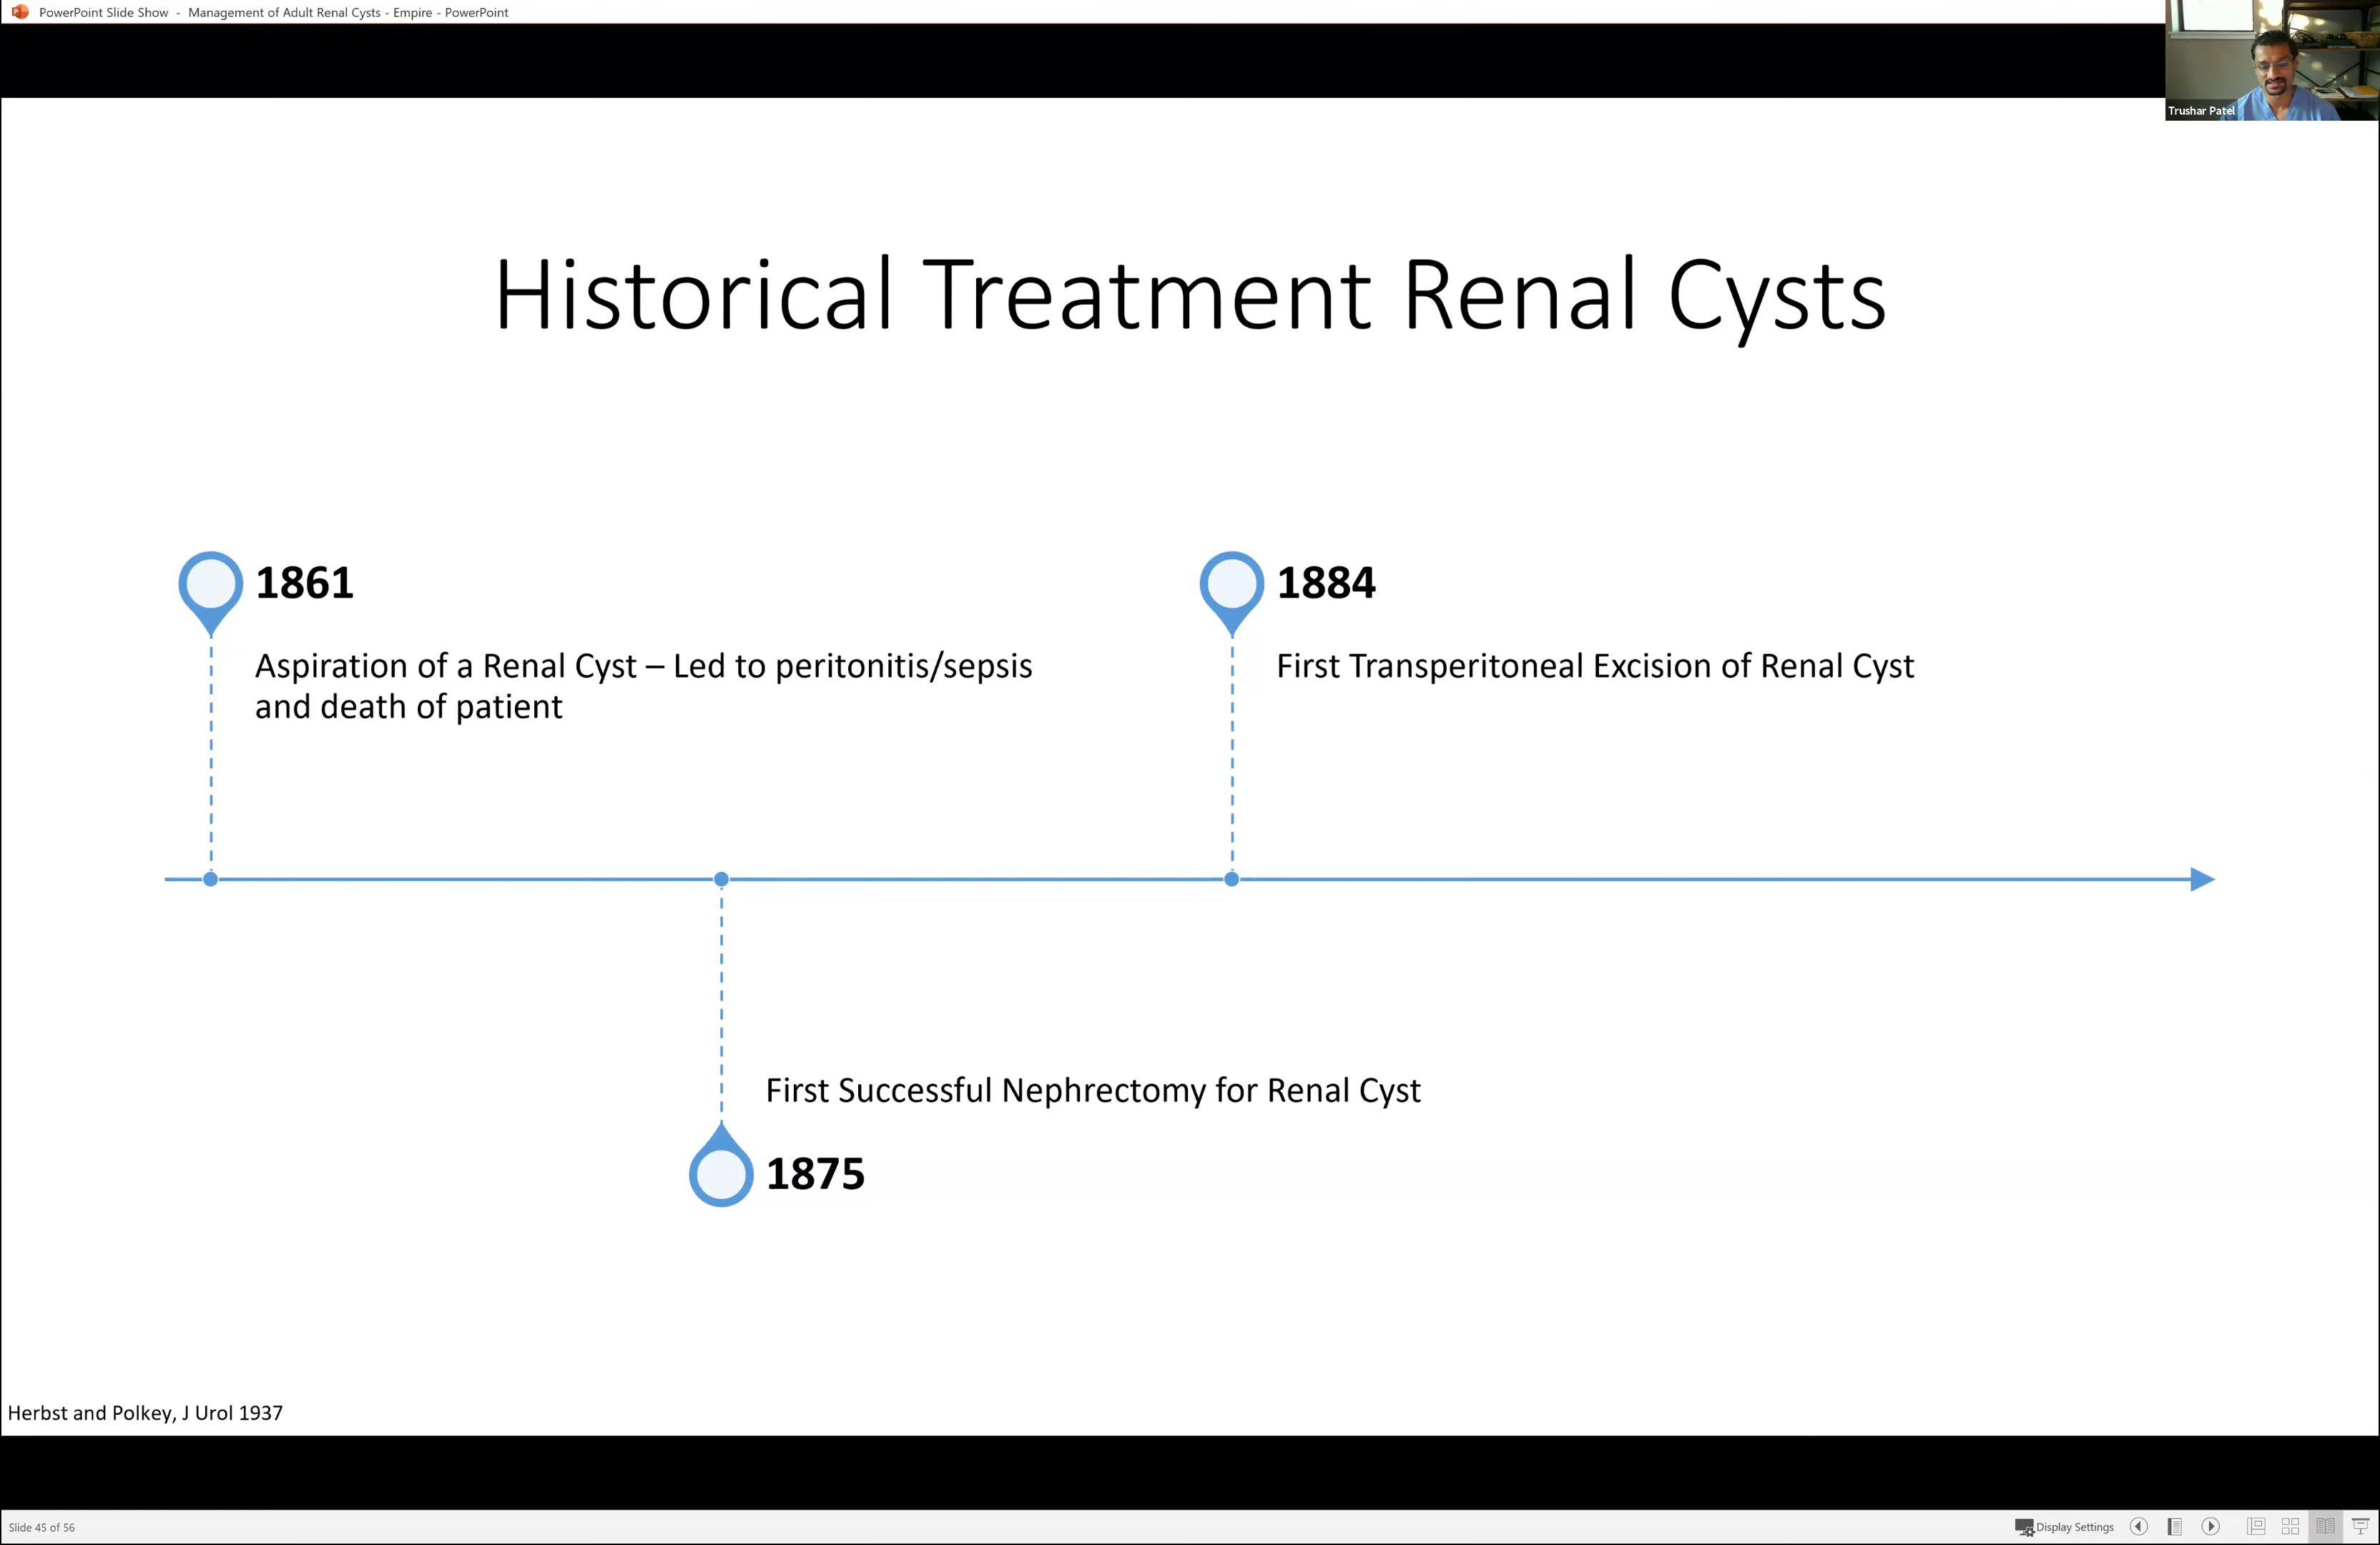 PowerPoint Slide Show - Management of Adult Renal Cysts - Empire - PowerPoint
Trushar Patel
Historical Treatment Renal Cysts
1861
Aspiration of a Renal Cyst – Led to peritonitis/sepsis
and death of patient
1884
First Transperitoneal Excision of Renal Cyst
First Successful Nephrectomy for Renal Cyst
1875
Herbst and Polkey, J Urol 1937
Slide 45 of 56
Display Settings